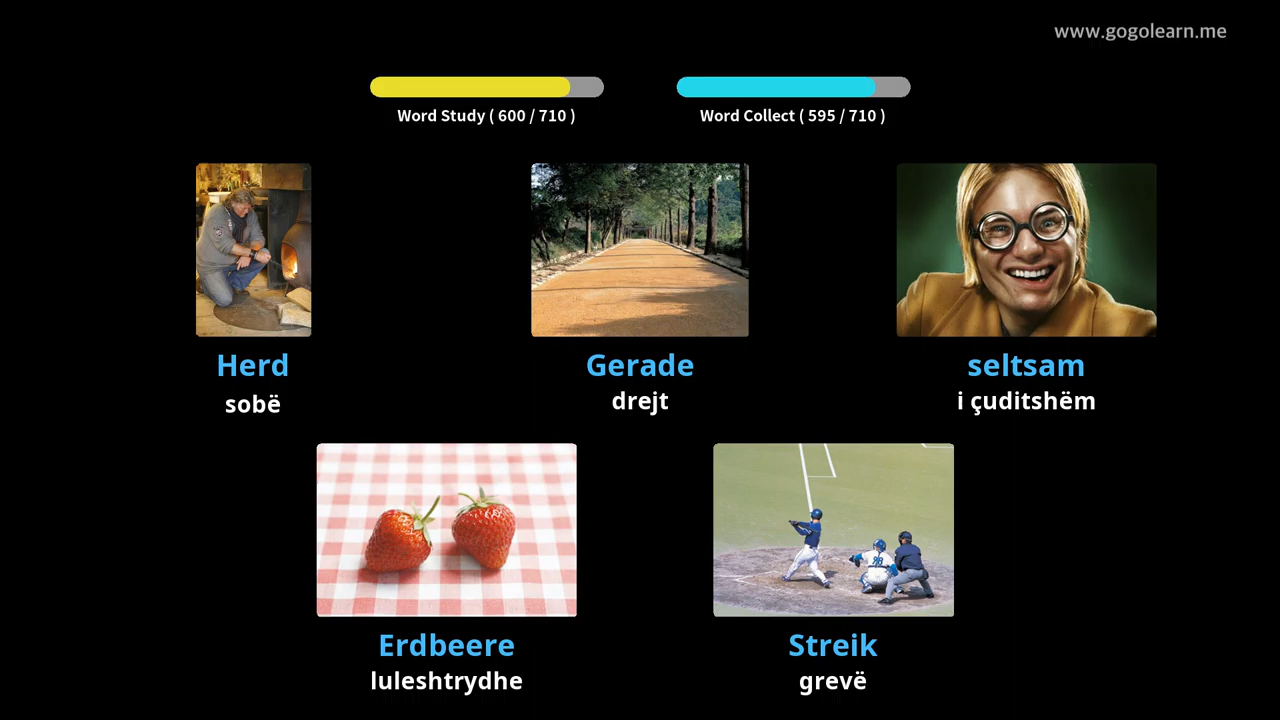 www.gogolearn.me
Word Study ( 600 / 710 )
Word Collect ( 595 / 710 )
Herd
sobë
Gerade
drejt
seltsam
i çuditshëm
Erdbeere
luleshtrydhe
Streik
grevë